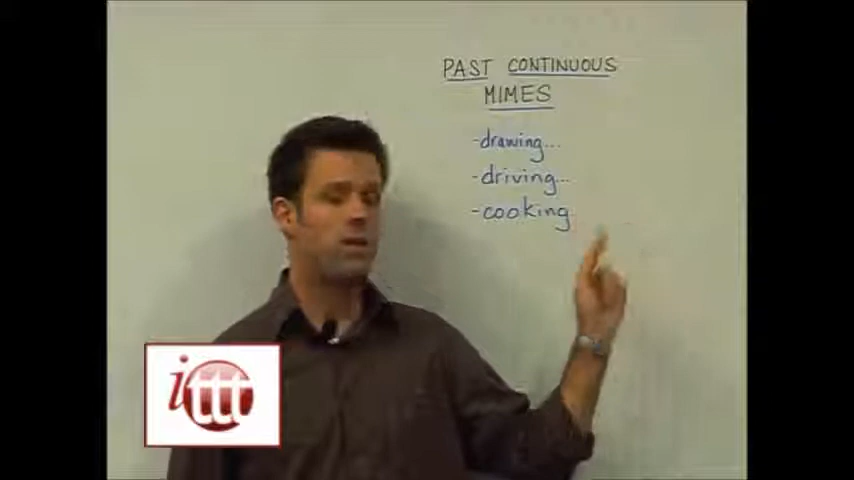 PAST CONTINUOUS
MIMES
-drawing...
-driving...
-cooking.
ittt